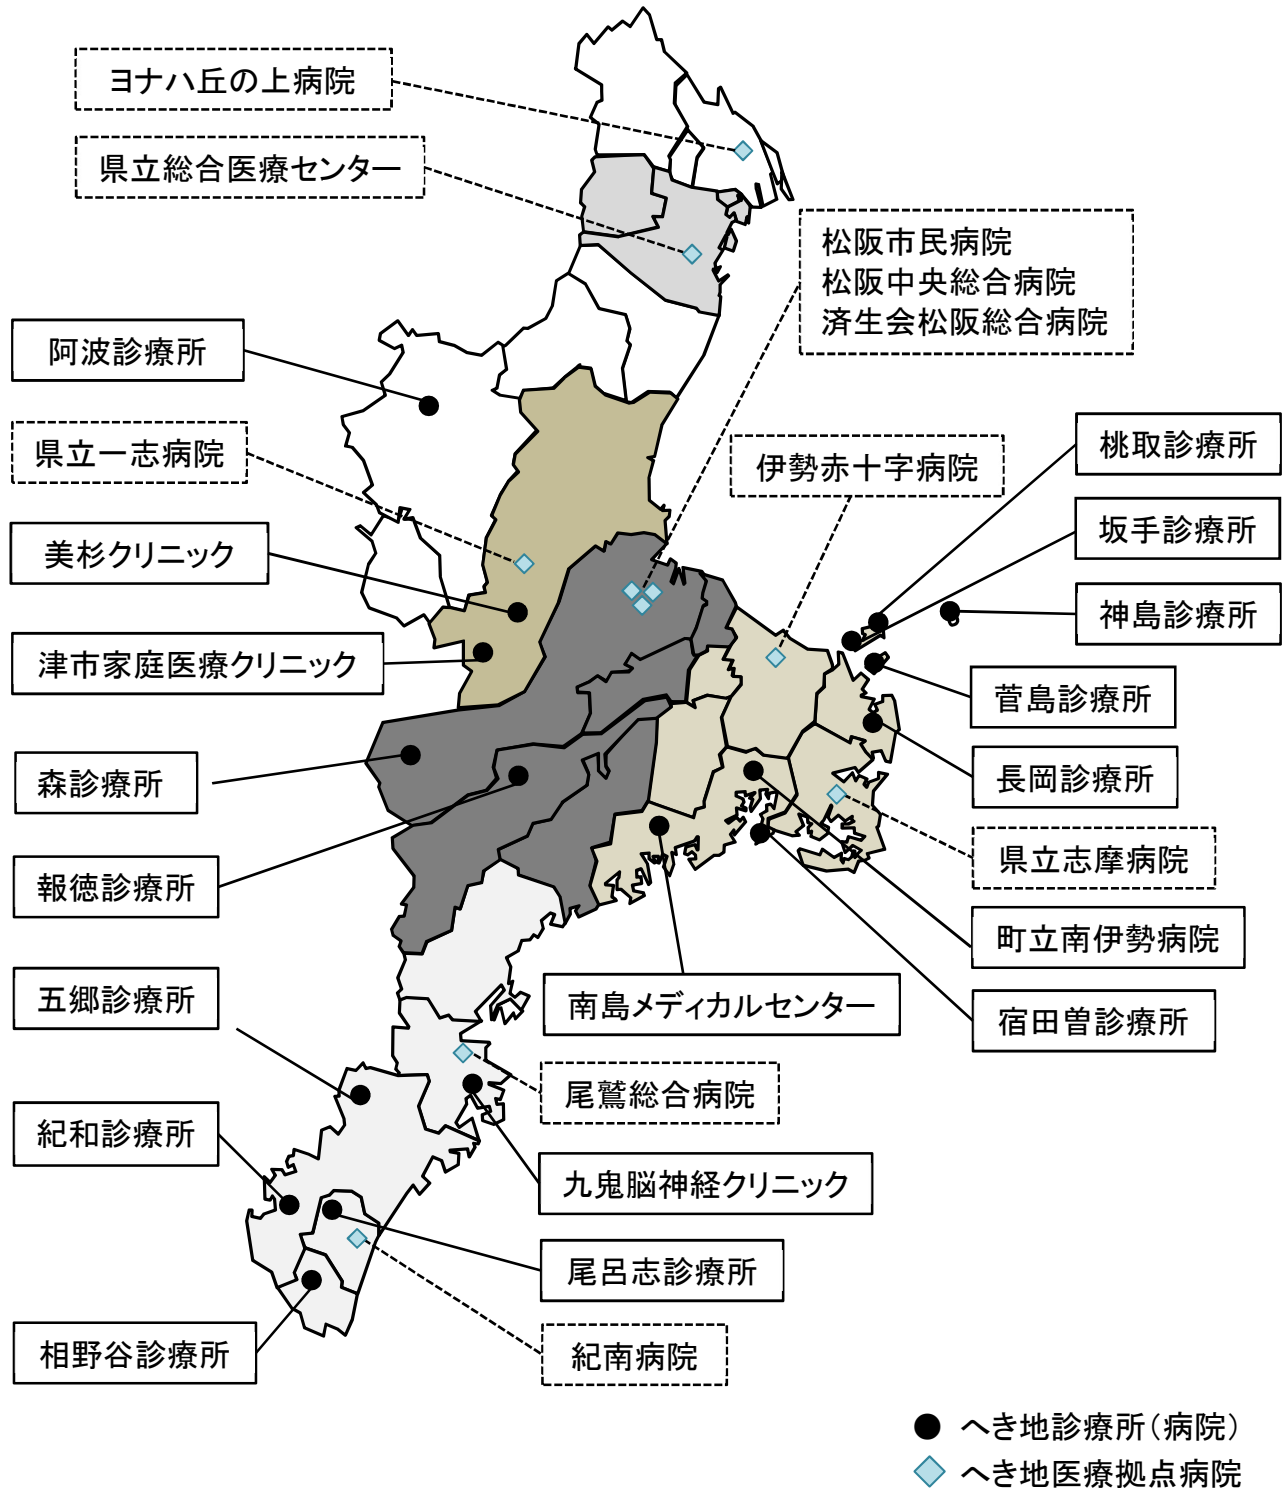 ヨナハ丘の上病院
県立総合医療センター
松阪市民病院
松阪中央総合病院
済生会松阪総合病院
阿波診療所
県立一志病院
伊勢赤十字病院
桃取診療所
坂手診療所
美杉クリニック
神島診療所
津市家庭医療クリニック
菅島診療所
森診療所
長岡診療所
県立志摩病院
報徳診療所
町立南伊勢病院
五郷診療所
南島メディカルセンター
宿田曽診療所
尾鷲総合病院
紀和診療所
九鬼脳神経クリニック
尾呂志診療所
相野谷診療所
紀南病院
へき地診療所（病院）
へき地医療拠点病院